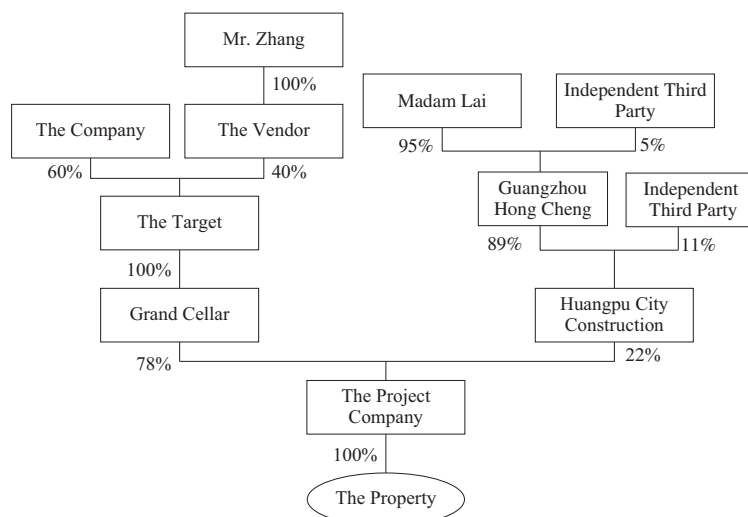 Mr. Zhang
100%
Madam Lai
Independent Third
Party
The Company
The Vendor
95%
5%
60%
40%
Guangzhou
Hong Cheng
Independent
Third Party
The Target
89%
11%
100%
Grand Cellar
Huangpu City
Construction
78%
22%
The Project
Company
100%
The Property